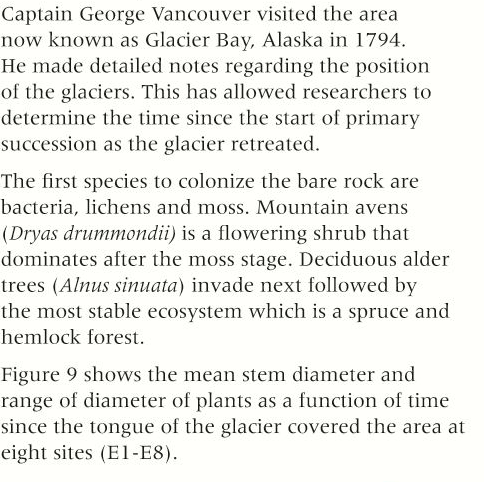 Captain George Vancouver visited the area
now known as Glacier Bay, Alaska in 1794.
He made detailed notes regarding the position
of the glaciers. This has allowed researchers to
determine the time since the start of primary
succession as the glacier retreated.
The first species to colonize the bare rock are
bacteria, lichens and moss. Mountain avens
(Dryas drummondii) is a flowering shrub that
dominates after the moss stage. Deciduous alder
trees (Alnus sinuata) invade next followed by
the most stable ecosystem which is a spruce and
hemlock forest.
Figure 9 shows the mean stem diameter and
range of diameter of plants as a function of time
since the tongue of the glacier covered the area at
eight sites (E1-E8).